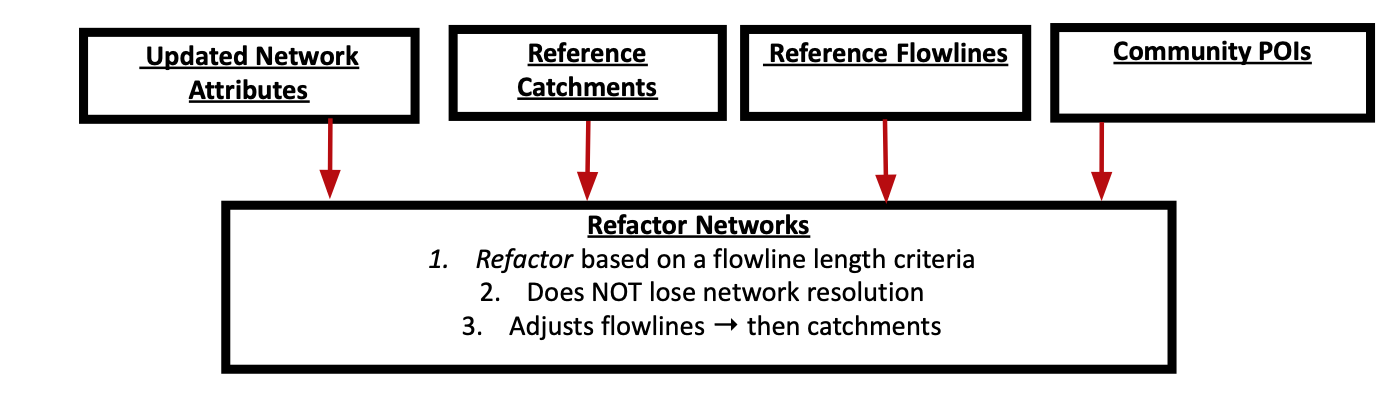 Updated Network
Attributes
Reference
Catchments
Reference Flowlines
Community POIs
Refactor Networks
1. Refactor based on a flowline length criteria
2. Does NOT lose network resolution
3. Adjusts flowlines → then catchments